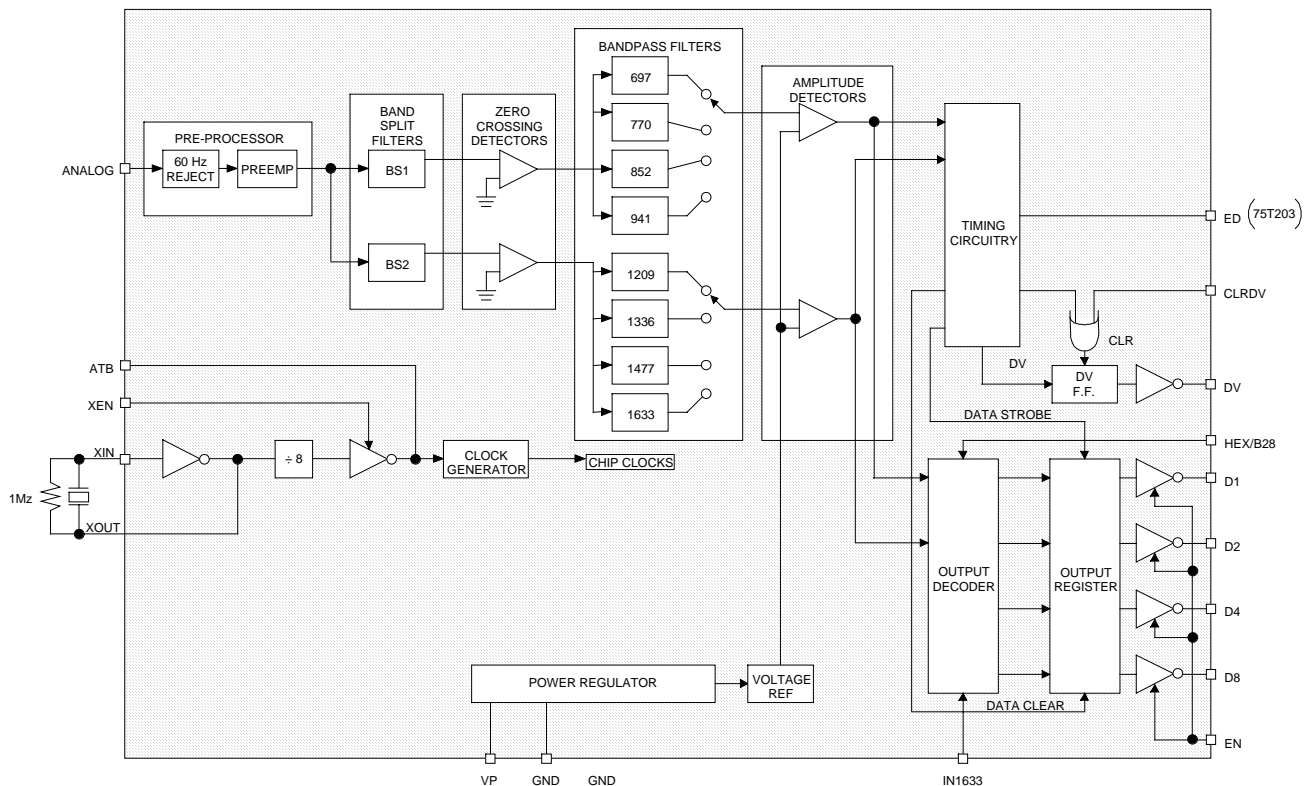 BANDPASS FILTERS
697
770
852
941
1209
1336
1477
1633
AMPLITUDE
DETECTORS
BAND
SPLIT
FILTERS
BS1
BS2
ZERO
CROSSING
DETECTORS
PRE-PROCESSOR
60 Hz
REJECT
PREEMP
ANALOG
TIMING
CIRCUITRY
ED (75T203)
CLRDV
CLR
DV
DV
F.F.
DV
DATA STROBE
HEX/B28
ATB
XEN
XIN
÷ 8
CLOCK
GENERATOR
CHIP CLOCKS
1Mz
XOUT
D1
D2
D4
D8
OUTPUT
DECODER
OUTPUT
REGISTER
DATA CLEAR
EN
POWER REGULATOR
VOLTAGE
REF
VP
GND
GND
IN1633